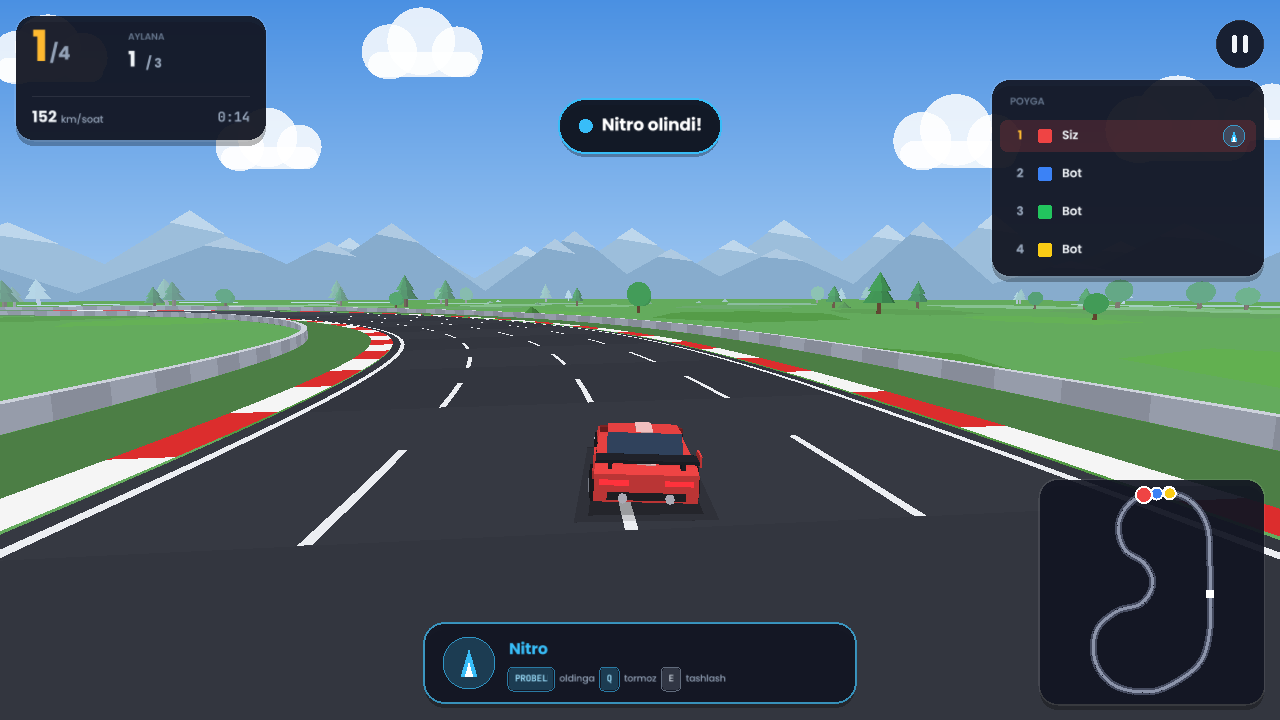 1/4
AYLANA
1 / 3
152 km/soat
0:14
Nitro olindi!
POYGA
1 Siz
2 Bot
3 Bot
4 Bot
Nitro
PROBEL oldinga Q tormoz E tashlash